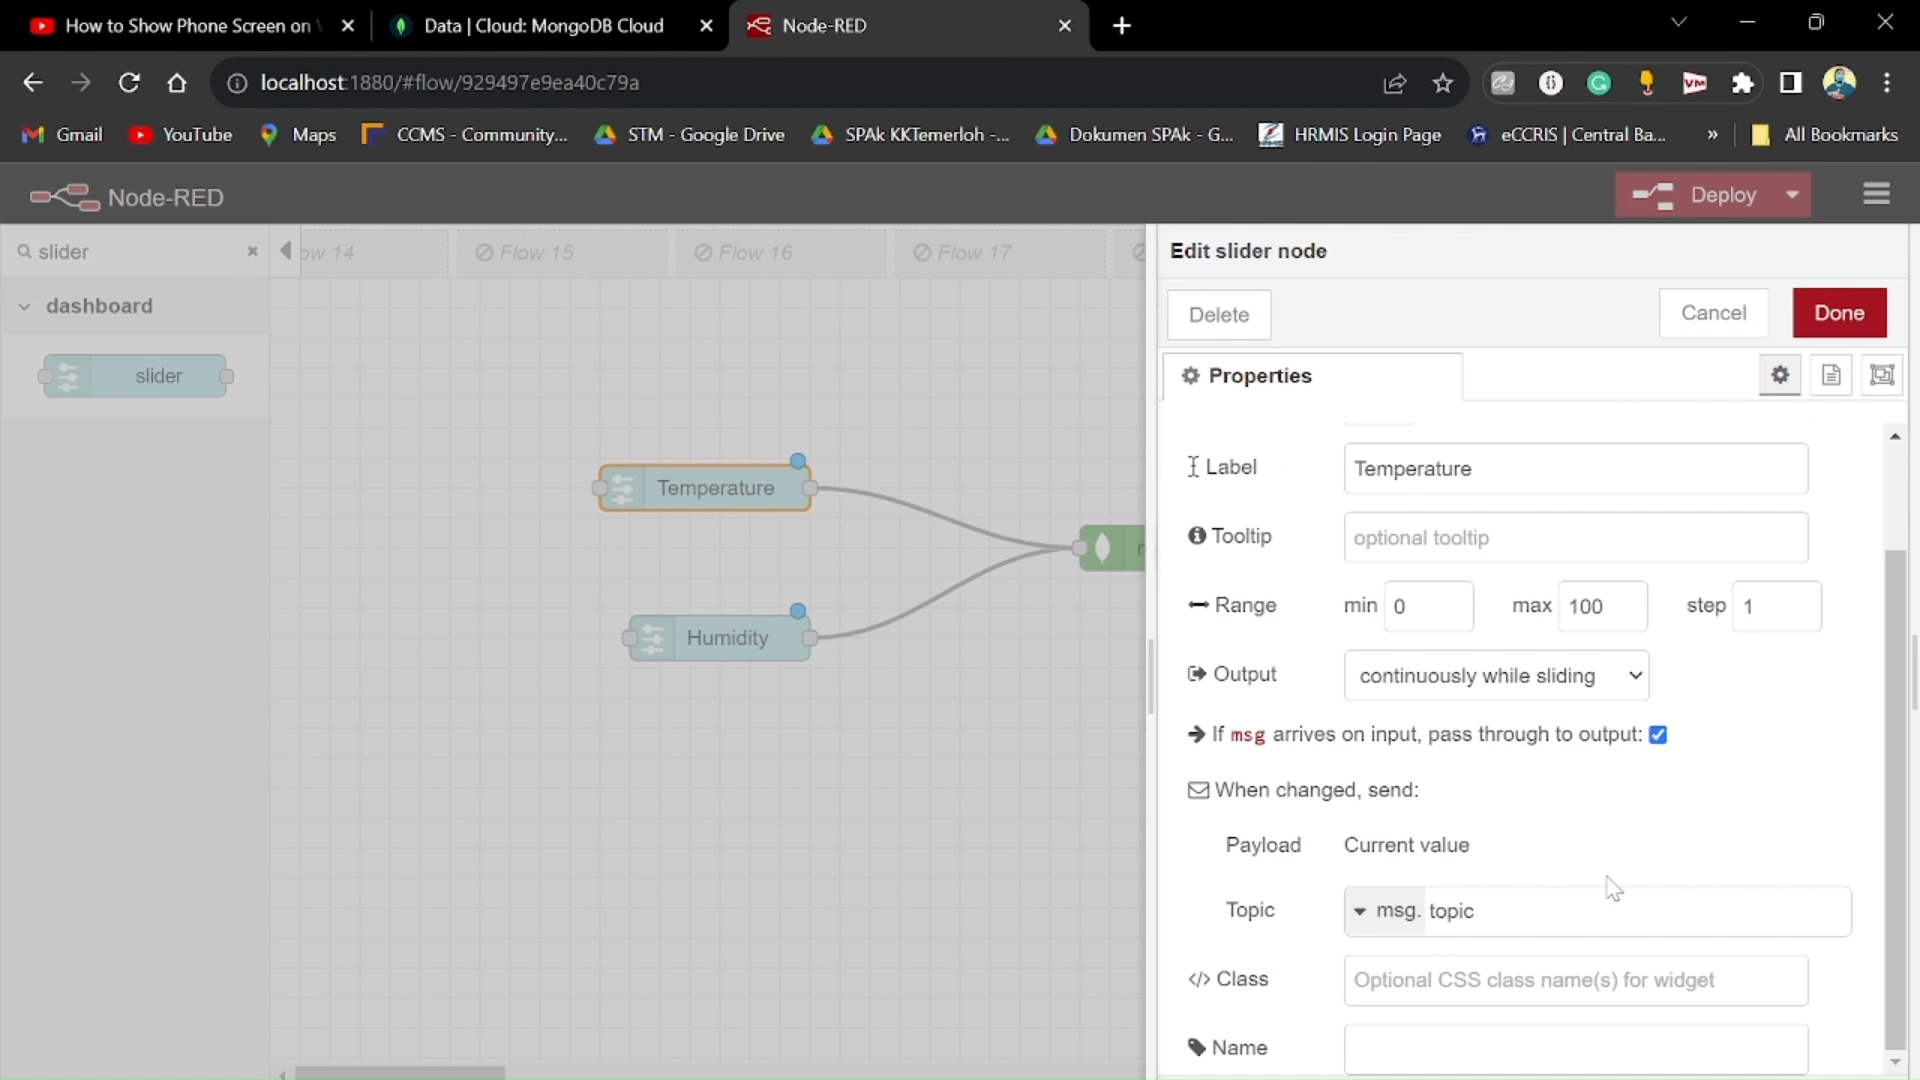 How to Show Phone Screen on
Data | Cloud: MongoDB Cloud
Node-RED
localhost:1880/#flow/929497e9ea40c79a
Gmail
YouTube
Maps
CCMS - Community...
STM - Google Drive
SPAk KKTemerloh -...
Dokumen SPAk - G...
HRMIS Login Page
eCCRIS | Central Ba...
»
All Bookmarks
Node-RED
Deploy
slider
ow 14
Flow 15
Flow 16
Flow 17
Edit slider node
dashboard
slider
Delete
Cancel
Done
Properties
Temperature
Humidity
Label
Temperature
Tooltip
optional tooltip
Range
min 0
max 100
step 1
Output
continuously while sliding
If msg arrives on input, pass through to output:
When changed, send:
Payload
Current value
Topic
msg. topic
</> Class
Optional CSS class name(s) for widget
Name